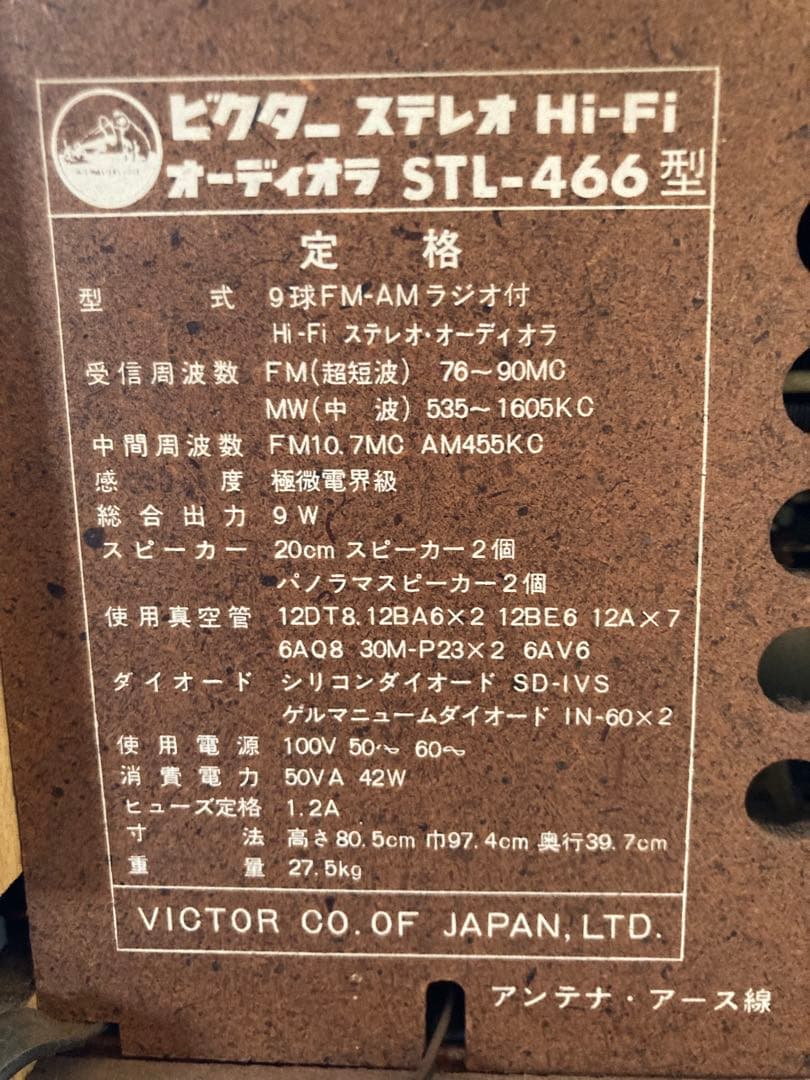 ビクター ステレオ Hi-Fi
オーディオラ STL-466型
定格
型式 9球FM-AMラジオ付
Hi-Fi ステレオ・オーディオラ
受信周波数 FM(超短波) 76～90MC
MW(中波) 535～1605KC
中間周波数 FM10.7MC AM455KC
感度 極微電界級
総合出力 9W
スピーカー 20cm スピーカー2個
パノラマスピーカー2個
使用真空管 12DT8.12BA6×2 12BE6 12A×7
6AQ8 30M-P23×2 6AV6
ダイオード シリコンダイオード SD-IVS
ゲルマニュームダイオード IN-60×2
使用電源 100V 50～ 60～
消費電力 50VA 42W
ヒューズ定格 1.2A
寸法 高さ80.5cm 巾97.4cm 奥行39.7cm
重量 27.5kg
VICTOR CO. OF JAPAN, LTD.
アンテナ・アース線